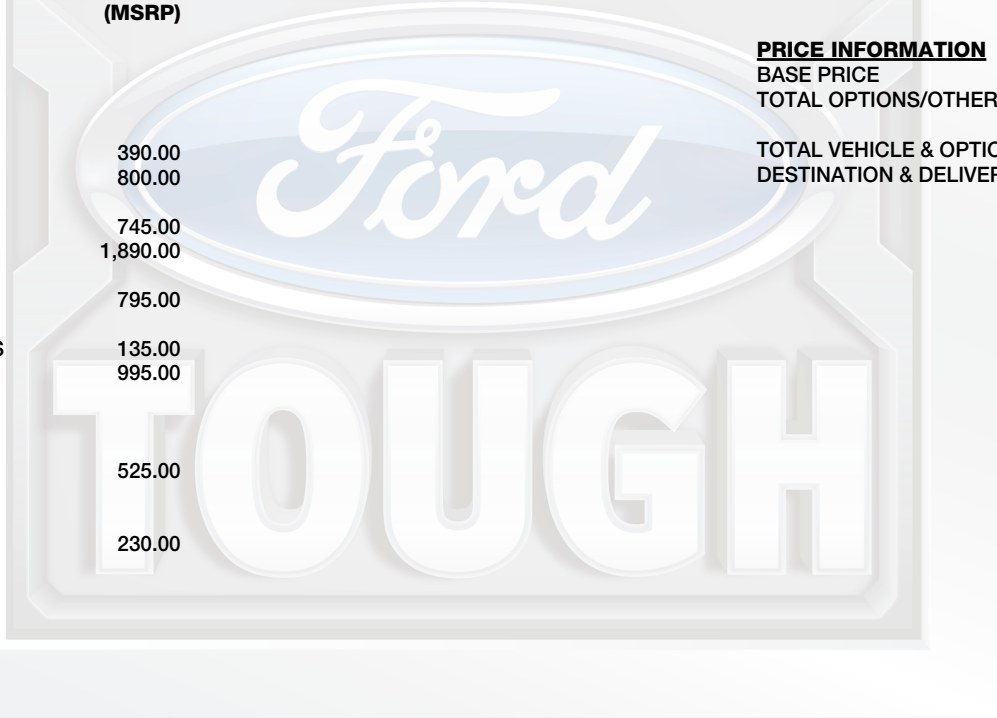 (MSRP)
390.00
800.00
745.00
1,890.00
795.00
S 135.00
995.00
525.00
230.00
PRICE INFORMATION
BASE PRICE
TOTAL OPTIONS/OTHER
TOTAL VEHICLE & OPTIO
DESTINATION & DELIVER
Ford
TOUGH